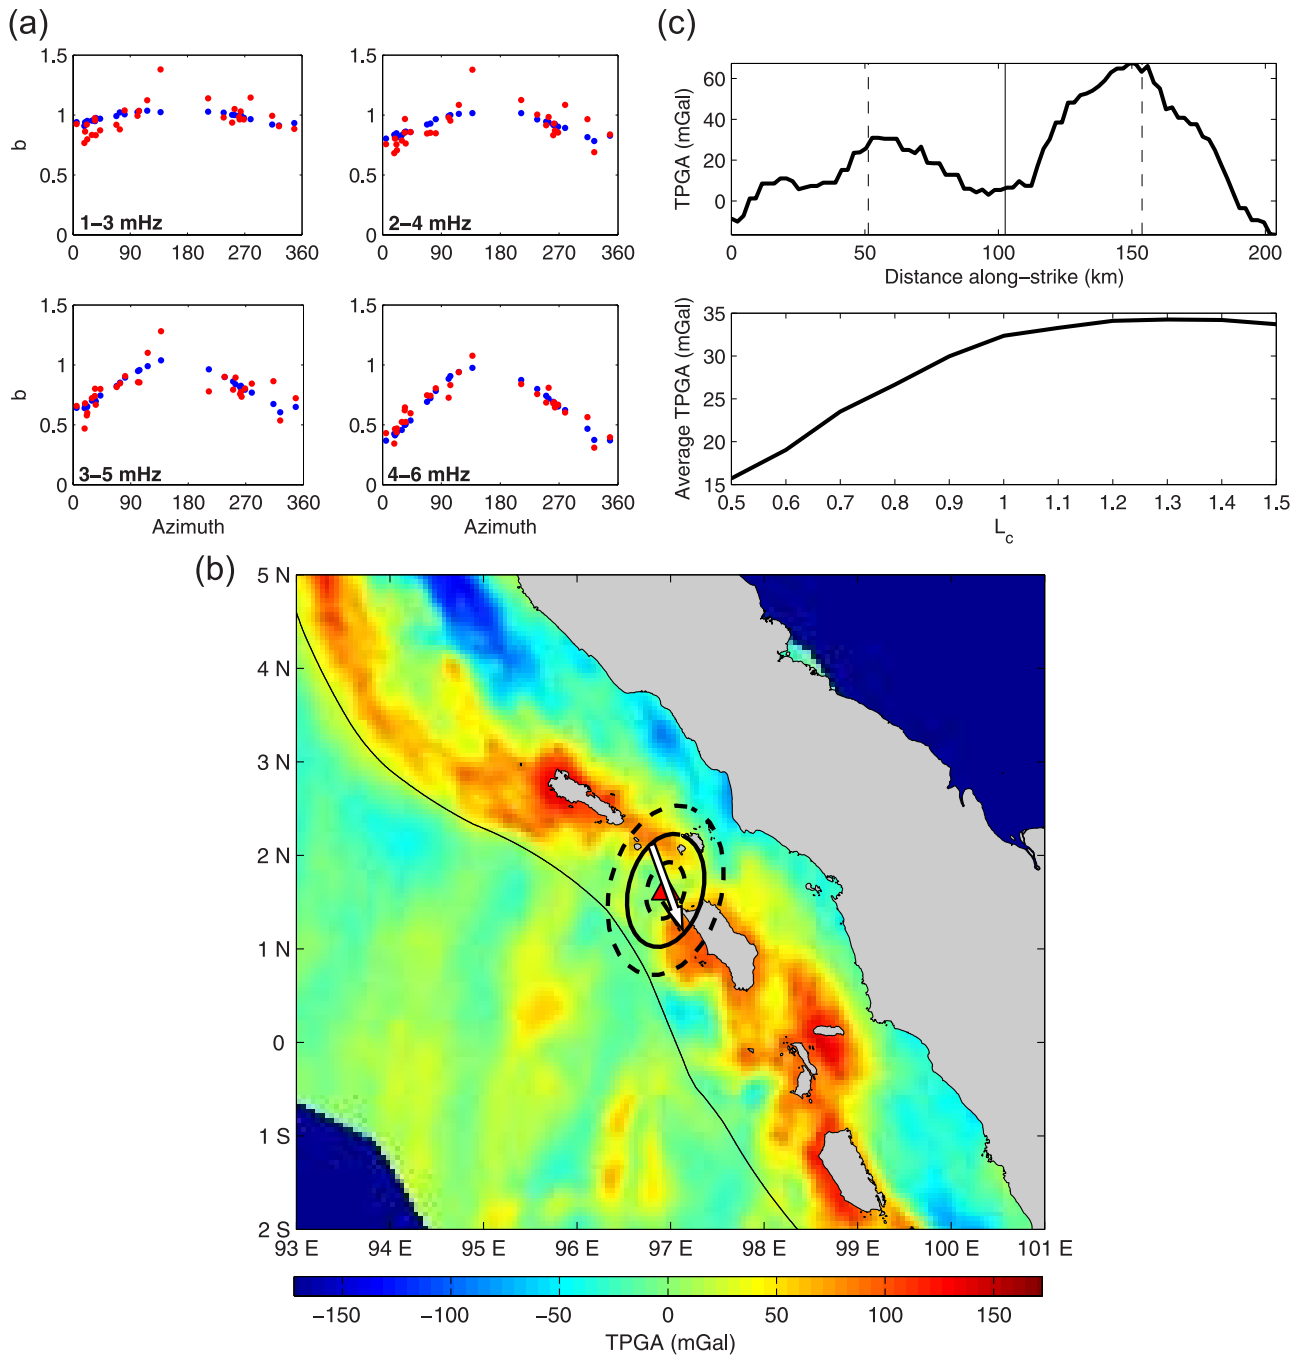 (a)
1.5
1
0.5
0
b
1–3 mHz
0 90 180 270 360
1.5
1
0.5
0
2–4 mHz
0 90 180 270 360
1.5
1
0.5
0
b
3–5 mHz
0 90 180 270 360
Azimuth
1.5
1
0.5
0
4–6 mHz
0 90 180 270 360
Azimuth
(c)
60
40
20
0
TPGA (mGal)
0 50 100 150 200
Distance along–strike (km)
35
30
25
20
15
Average TPGA (mGal)
0.5 0.6 0.7 0.8 0.9 1 1.1 1.2 1.3 1.4 1.5
L_c
(b)
5 N
4 N
3 N
2 N
1 N
0
1 S
2 S
93 E 94 E 95 E 96 E 97 E 98 E 99 E 100 E 101 E
−150 −100 −50 0 50 100 150
TPGA (mGal)